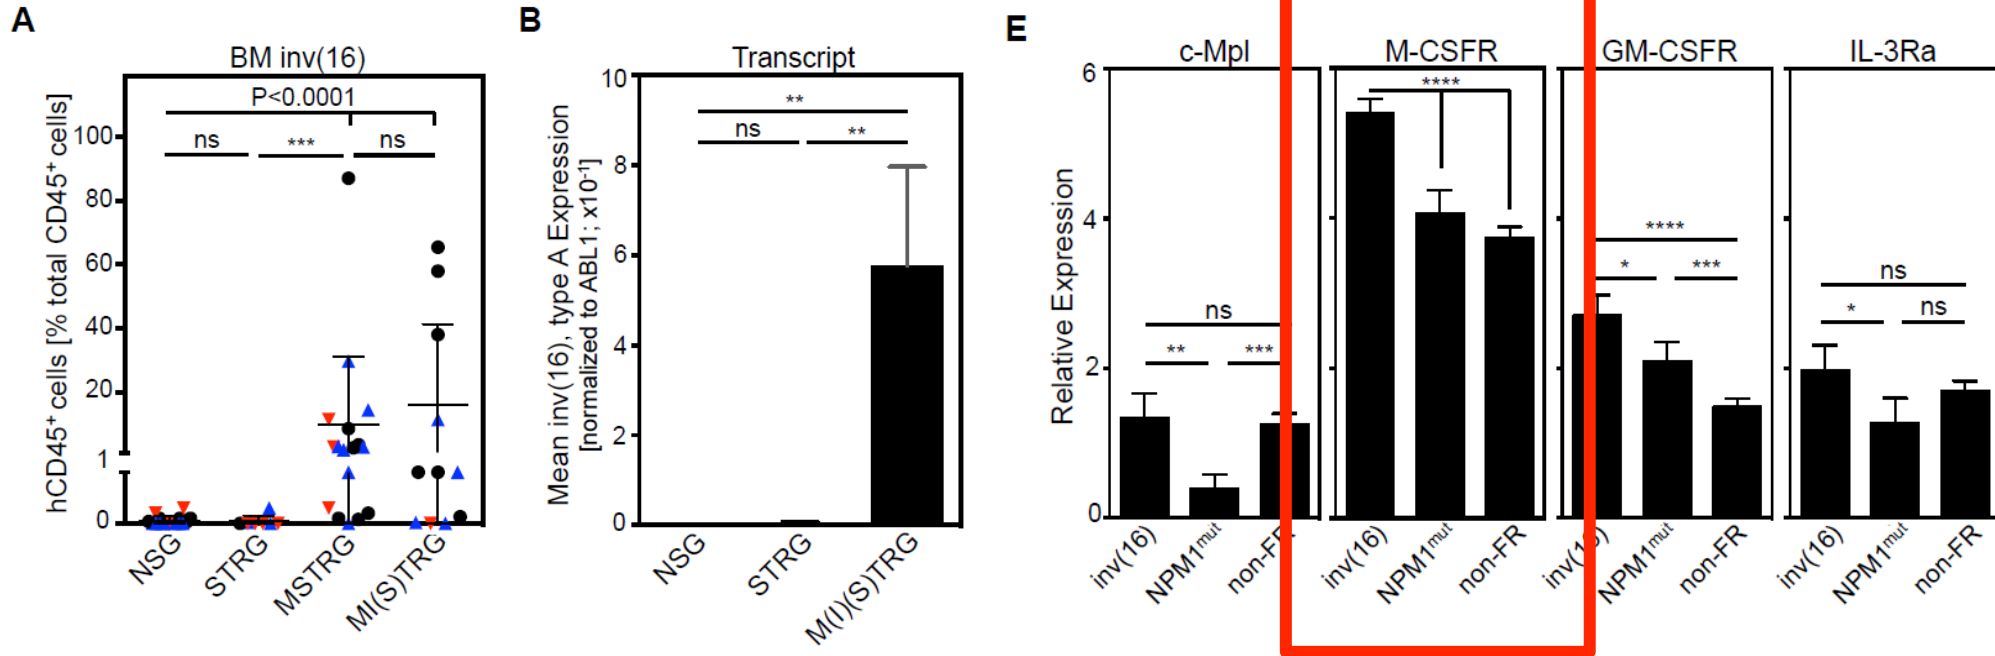 A
BM inv(16)
P<0.0001
ns
***
ns
hCD45⁺ cells [% total CD45⁺ cells]
100
80
60
40
20
1
0
NSG
STRG
MSTRG
MI(S)TRG
B
Transcript
**
ns
**
Mean inv(16), type A Expression
[normalized to ABL1; x10⁻¹]
10
8
6
4
2
0
NSG
STRG
M(I)(S)TRG
E
Relative Expression
6
4
2
0
c-Mpl
ns
**
***
inv(16)
NPM1ᵐᵘᵗ
non-FR
M-CSFR
****
inv(16)
NPM1ᵐᵘᵗ
non-FR
GM-CSFR
****
*
***
inv(16)
NPM1ᵐᵘᵗ
non-FR
IL-3Ra
ns
*
ns
inv(16)
NPM1ᵐᵘᵗ
non-FR